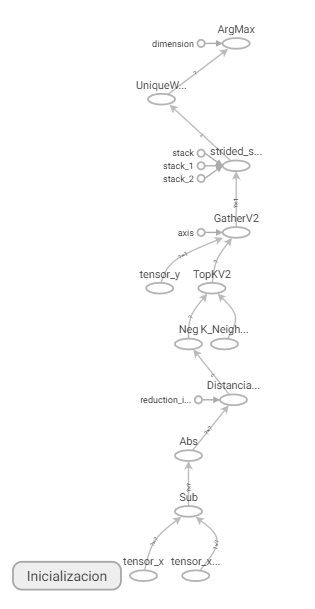 ArgMax
dimension
UniqueW...
stack
strided_s...
stack_1
stack_2
GatherV2
axis
tensor_y
TopKV2
Neg
K_Neigh...
Distancia...
reduction_i...
Abs
Sub
tensor_x
tensor_x...
Inicializacion